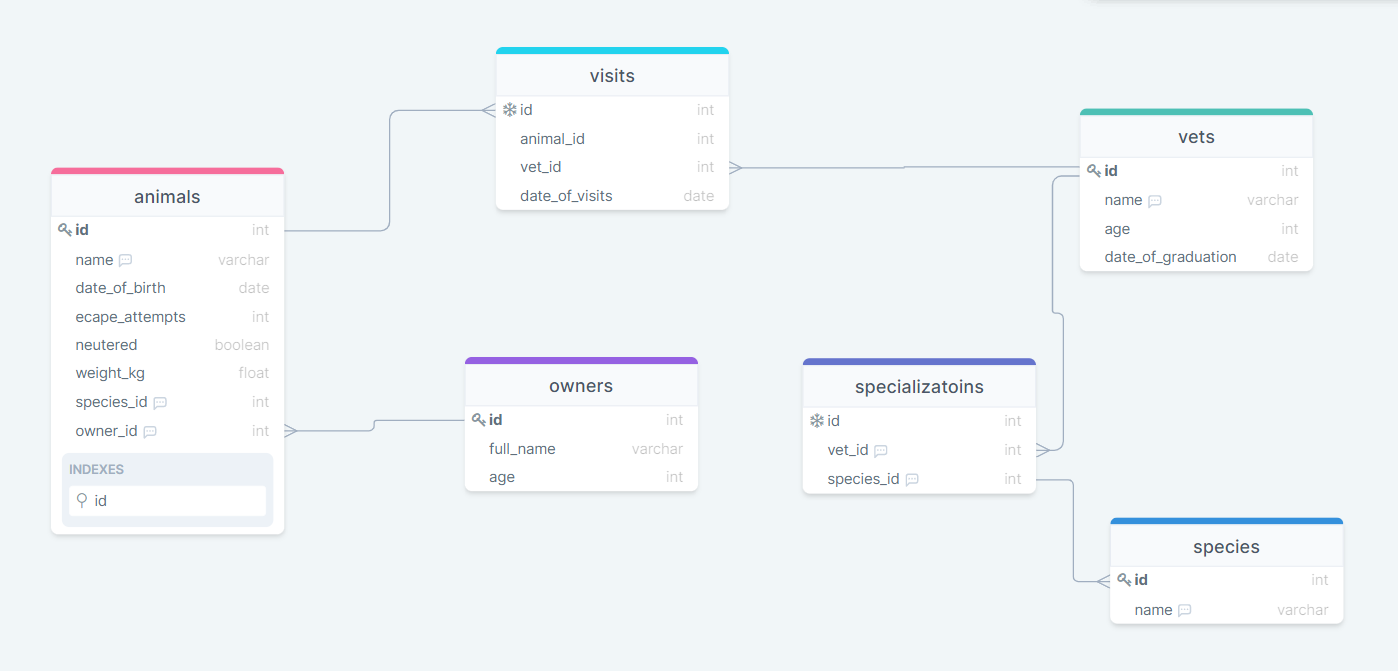 visits
id int
animal_id int
vet_id int
date_of_visits date
vets
id int
name varchar
age int
date_of_graduation date
animals
id int
name varchar
date_of_birth date
ecape_attempts int
neutered boolean
weight_kg float
species_id int
owner_id int
INDEXES
id
owners
id int
full_name varchar
age int
specializatoins
id int
vet_id int
species_id int
species
id int
name varchar